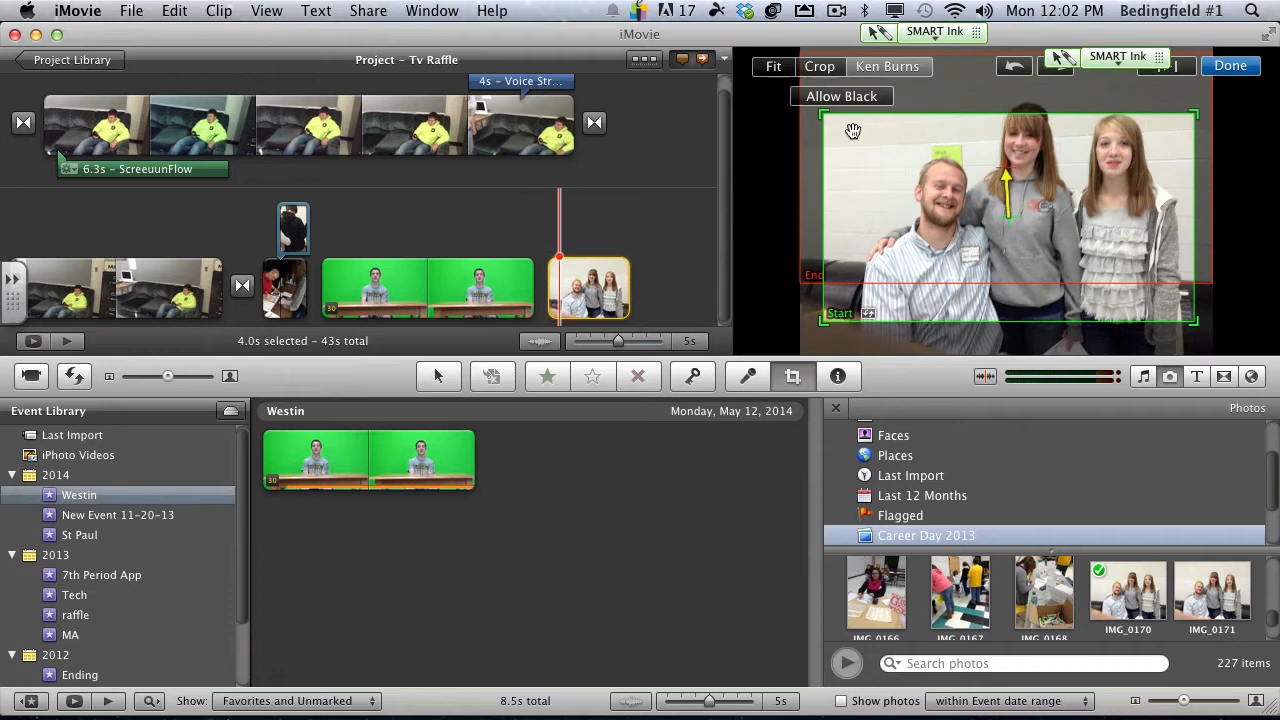 iMovie File Edit Clip View Text Share Window Help 17 Mon 12:02 PM Bedingfield #1
iMovie
SMART Ink
SMART Ink
Project Library
Project - Tv Raffle
Fit Crop Ken Burns
Done
Allow Black
4s - Voice Str...
6.3s - ScreeuunFlow
End
Start
30
4.0s selected - 43s total
5s
Event Library
Westin
Monday, May 12, 2014
Photos
Last Import
iPhoto Videos
2014
Westin
New Event 11-20-13
St Paul
2013
7th Period App
Tech
raffle
MA
2012
Ending
30
Faces
Places
Last Import
Last 12 Months
Flagged
Career Day 2013
IMG_0166
IMG_0167
IMG_0168
IMG_0170
IMG_0171
Search photos
227 items
Show: Favorites and Unmarked
8.5s total
5s
Show photos
within Event date range